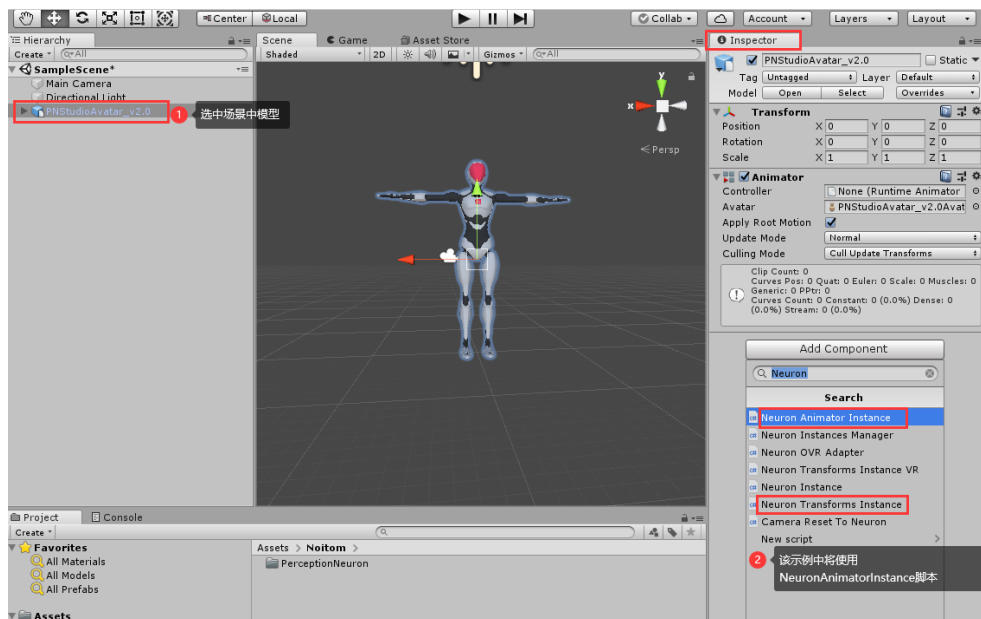 Center
Local
Collab
Account
Layers
Layout
Hierarchy
Create
All
SampleScene*
Main Camera
Directional Light
PNStudioAvatar_v2.0
1
选中场景中模型
Scene
Game
Asset Store
Shaded
2D
Gizmos
All
y
x
Persp
Inspector
PNStudioAvatar_v2.0
Static
Tag
Untagged
Layer
Default
Model
Open
Select
Overrides
Transform
Position
X 0
Y 0
Z 0
Rotation
X 0
Y 0
Z 0
Scale
X 1
Y 1
Z 1
Animator
Controller
None (Runtime Animator
Avatar
PNStudioAvatar_v2.0Avat
Apply Root Motion
Update Mode
Normal
Culling Mode
Cull Update Transforms
Clip Count: 0
Curves Pos: 0 Quat: 0 Euler: 0 Scale: 0 Muscles: 0
Generic: 0 PPtr: 0
Curves Count: 0 Constant: 0 (0.0%) Dense: 0
(0.0%) Stream: 0 (0.0%)
Add Component
Neuron
Search
Neuron Animator Instance
Neuron Instances Manager
Neuron OVR Adapter
Neuron Transforms Instance VR
Neuron Instance
Neuron Transforms Instance
Camera Reset To Neuron
New script
2
该示例中将使用
NeuronAnimatorInstance脚本
Project
Console
Create
Favorites
All Materials
All Models
All Prefabs
Assets
Assets > Noitom >
PerceptionNeuron